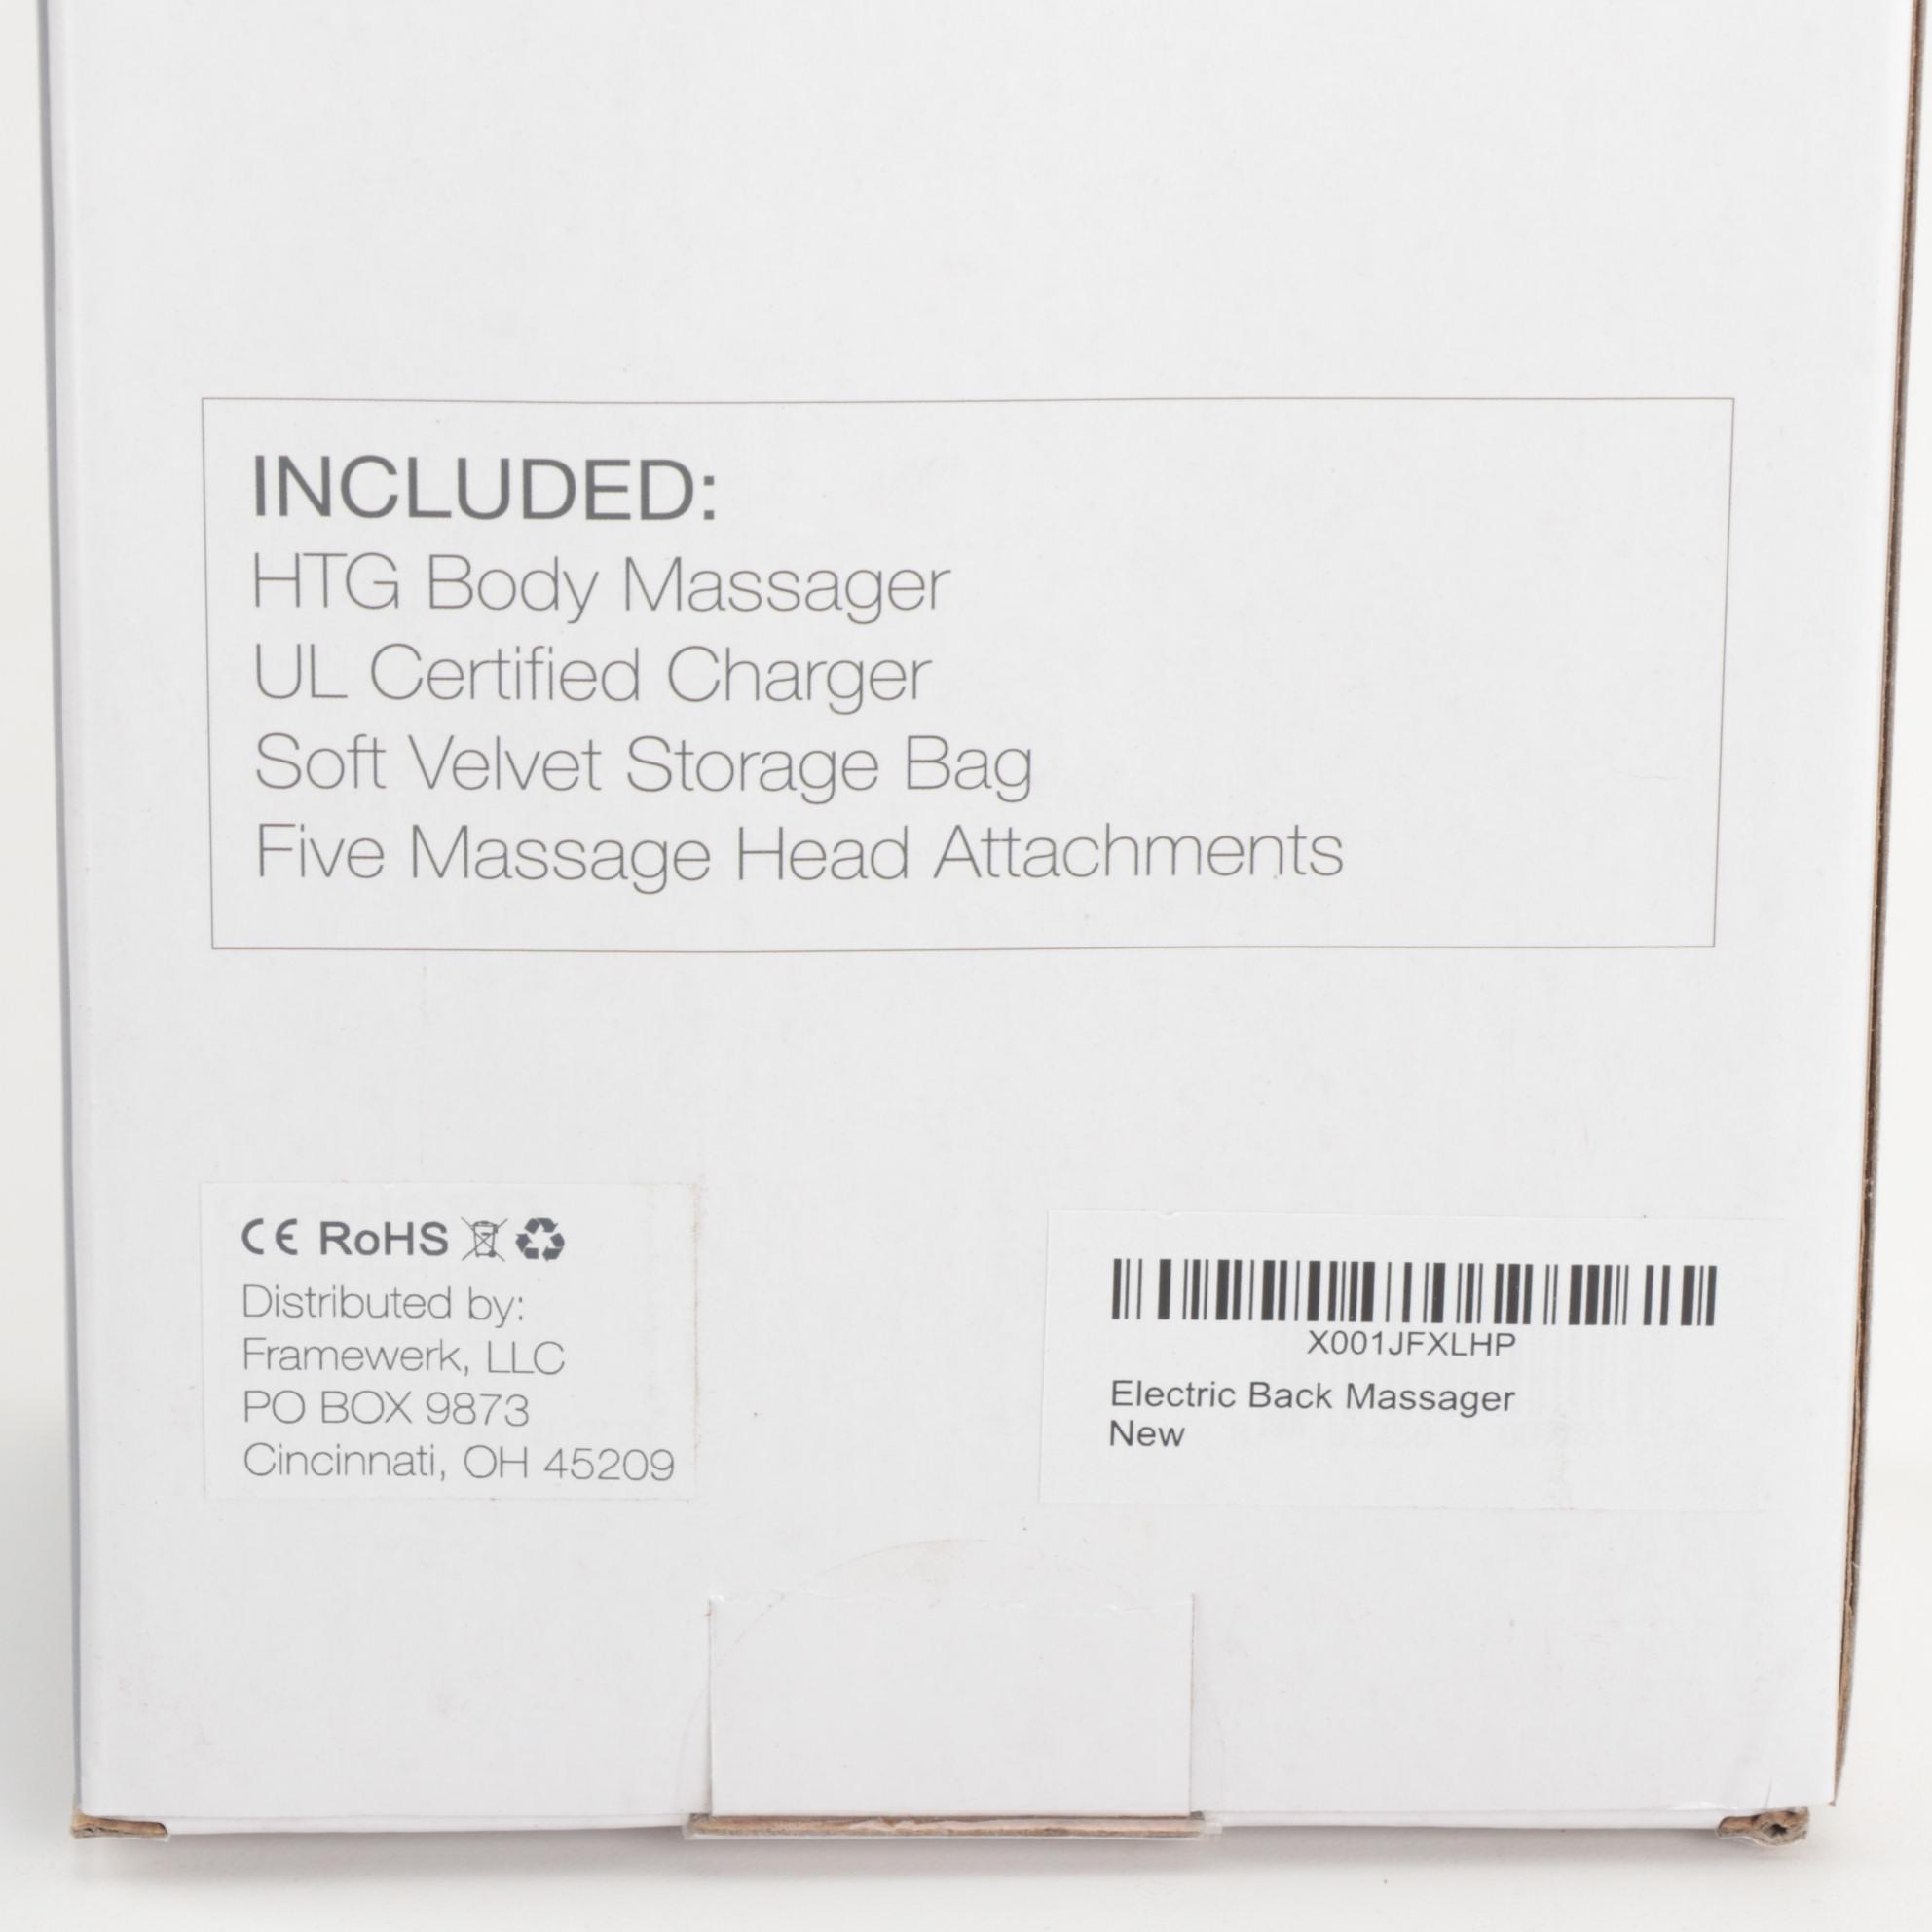 INCLUDED:
HTG Body Massager
UL Certified Charger
Soft Velvet Storage Bag
Five Massage Head Attachments
CE RoHS
Distributed by:
Framewerk, LLC
PO BOX 9873
Cincinnati, OH 45209
X001JFXLHP
Electric Back Massager
New